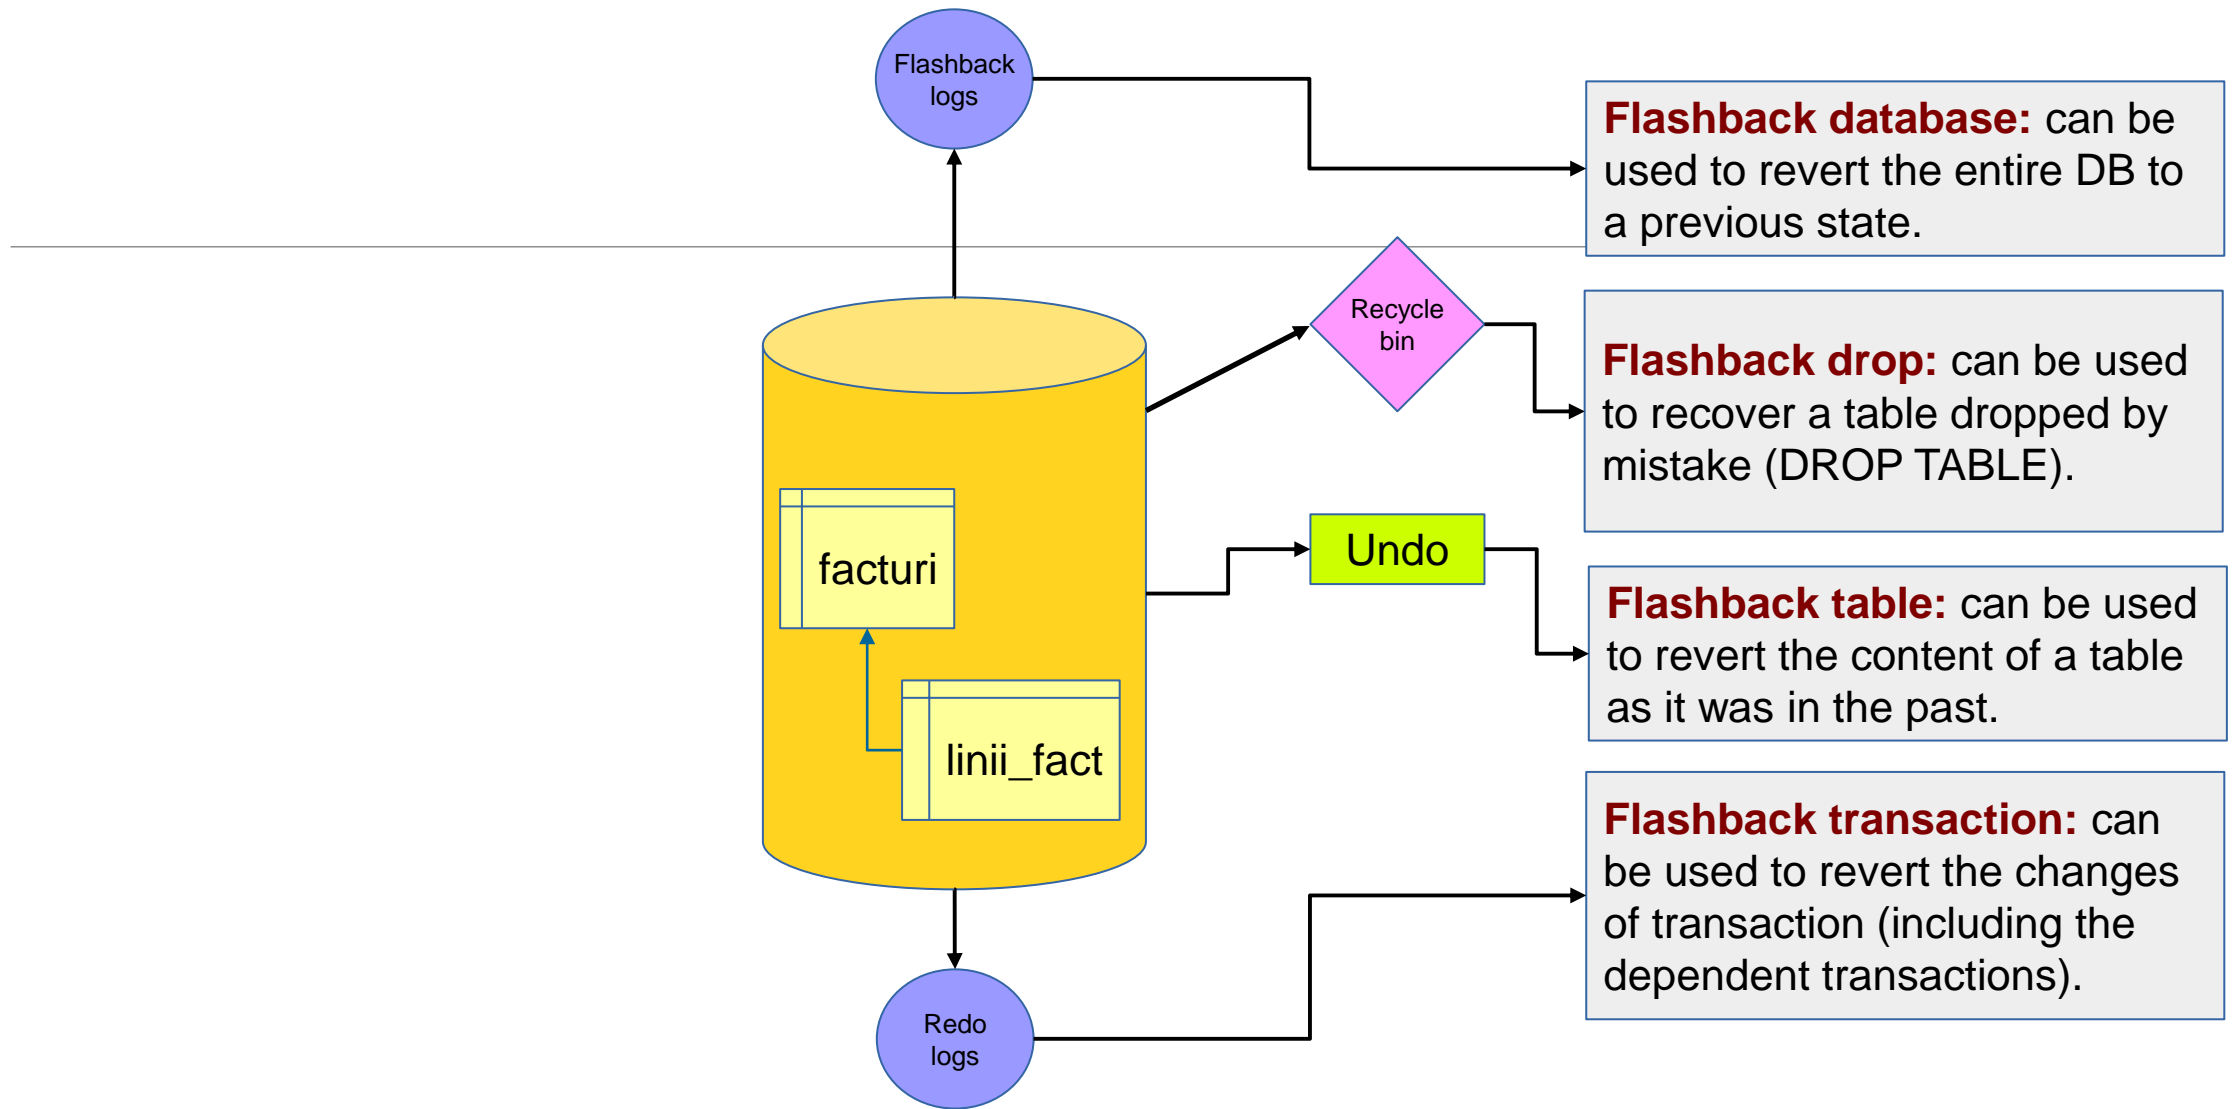 Flashback
logs
Flashback database: can be
used to revert the entire DB to
a previous state.
Recycle
bin
Flashback drop: can be used
to recover a table dropped by
mistake (DROP TABLE).
facturi
Undo
Flashback table: can be used
to revert the content of a table
as it was in the past.
linii_fact
Flashback transaction: can
be used to revert the changes
of transaction (including the
dependent transactions).
Redo
logs